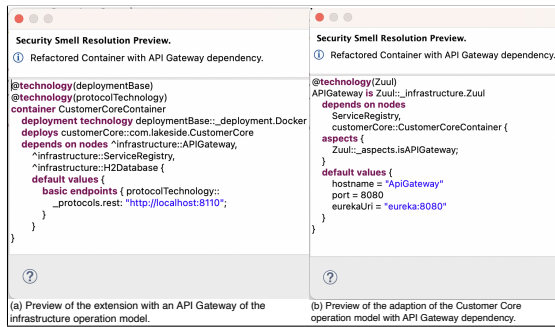 Security Smell Resolution Preview.
Refactored Container with API Gateway dependency.
@technology(deploymentBase)
@technology(protocolTechnology)
container CustomerCoreContainer
deployment technology deploymentBase::_deployment.Docker
deploys customerCore::com.lakeside.CustomerCore
depends on nodes ^infrastructure::APIGateway,
^infrastructure::ServiceRegistry,
^infrastructure::H2Database {
default values {
basic endpoints { protocolTechnology::
_protocols.rest: "http://localhost:8110";
}
}
}
?
(a) Preview of the extension with an API Gateway of the
infrastructure operation model.
Security Smell Resolution Preview.
Refactored Container with API Gateway dependency.
@technology(Zuul)
APIGateway is Zuul::_infrastructure.Zuul
depends on nodes
ServiceRegistry,
customerCore::CustomerCoreContainer {
aspects {
Zuul::_aspects.isAPIGateway;
}
default values {
hostname = "ApiGateway"
port = 8080
eurekaUri = "eureka:8080"
}
}
?
(b) Preview of the adaption of the Customer Core
operation model with API Gateway dependency.